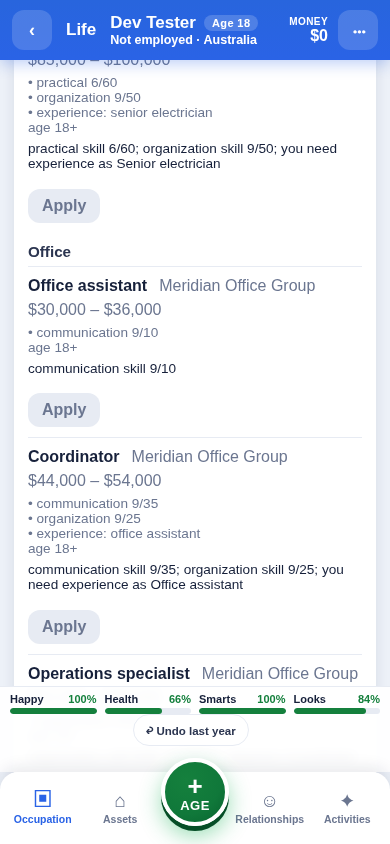 ‹
Life
Dev Tester Age 18
Not employed · Australia
MONEY
$0
•••
$85,000 – $100,000
• practical 6/60
• organization 9/50
• experience: senior electrician
age 18+
practical skill 6/60; organization skill 9/50; you need
experience as Senior electrician
Apply
Office
Office assistant Meridian Office Group
$30,000 – $36,000
• communication 9/10
age 18+
communication skill 9/10
Apply
Coordinator Meridian Office Group
$44,000 – $54,000
• communication 9/35
• organization 9/25
• experience: office assistant
age 18+
communication skill 9/35; organization skill 9/25; you
need experience as Office assistant
Apply
Operations specialist Meridian Office Group
Happy 100% Health 66% Smarts 100% Looks 84%
Undo last year
+
AGE
Occupation Assets Relationships Activities